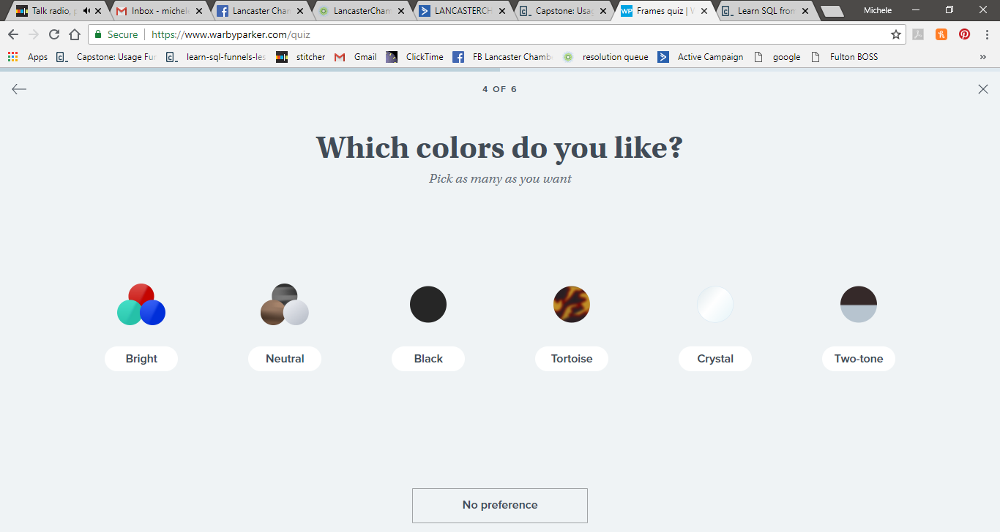 Talk radio, p
Inbox - michele
Lancaster Cham
LancasterCham
LANCASTERCH
Capstone: Usag
WP Frames quiz | W
Learn SQL from
Michele
Secure https://www.warbyparker.com/quiz
Apps Capstone: Usage Fun learn-sql-funnels-les stitcher Gmail ClickTime FB Lancaster Chamb resolution queue Active Campaign google Fulton BOSS »
4 OF 6
Which colors do you like?
Pick as many as you want
Bright Neutral Black Tortoise Crystal Two-tone
No preference